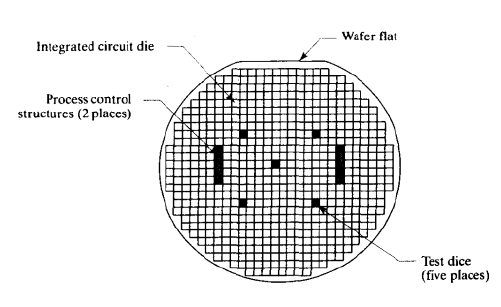 Wafer flat
Integrated circuit die
Process control
structures (2 places)
Test dice
(five places)